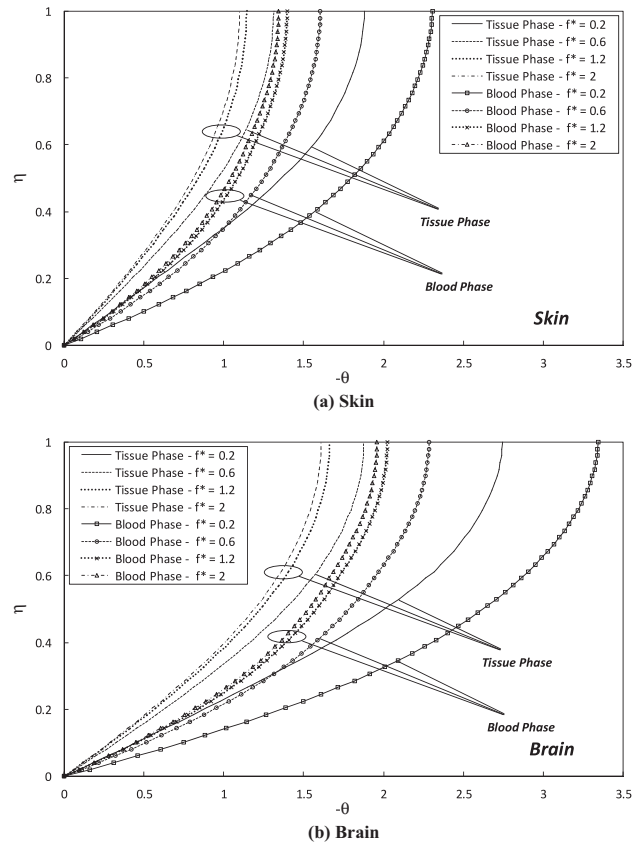 1
0.8
0.6
0.4
0.2
0
η
0 0.5 1 1.5 2 2.5 3 3.5
-θ
Tissue Phase - f* = 0.2
Tissue Phase - f* = 0.6
Tissue Phase - f* = 1.2
Tissue Phase - f* = 2
Blood Phase - f* = 0.2
Blood Phase - f* = 0.6
Blood Phase - f* = 1.2
Blood Phase - f* = 2
Tissue Phase
Blood Phase
Skin
(a) Skin
1
0.8
0.6
0.4
0.2
0
η
0 0.5 1 1.5 2 2.5 3 3.5
-θ
Tissue Phase - f* = 0.2
Tissue Phase - f* = 0.6
Tissue Phase - f* = 1.2
Tissue Phase - f* = 2
Blood Phase - f* = 0.2
Blood Phase - f* = 0.6
Blood Phase - f* = 1.2
Blood Phase - f* = 2
Tissue Phase
Blood Phase
Brain
(b) Brain